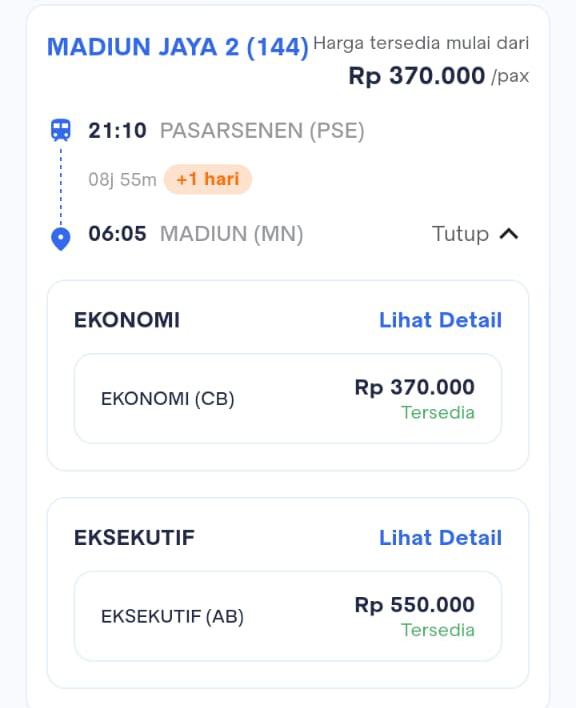 MADIUN JAYA 2 (144) Harga tersedia mulai dari
Rp 370.000 /pax
21:10 PASARSENEN (PSE)
08j 55m +1 hari
06:05 MADIUN (MN) Tutup
EKONOMI Lihat Detail
EKONOMI (CB) Rp 370.000
Tersedia
EKSEKUTIF Lihat Detail
EKSEKUTIF (AB) Rp 550.000
Tersedia